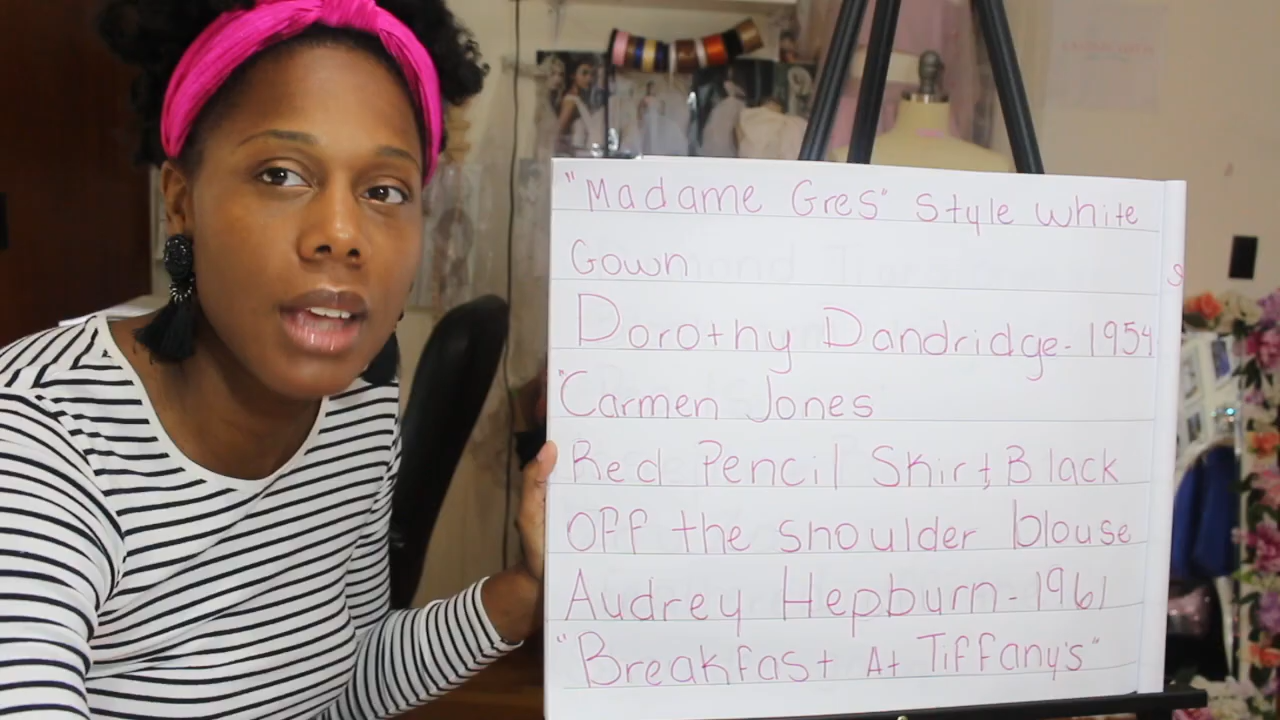 "Madame Gres" Style White
Gown
Dorothy Dandridge-1954
"Carmen Jones
Red Pencil Skirt, Black
Off the shoulder blouse
Audrey Hepburn-1961
"Breakfast At Tiffany's"